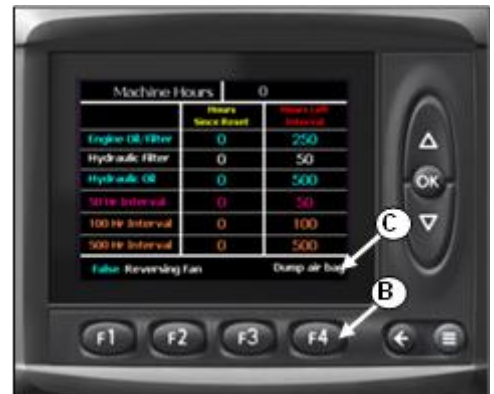 Machine Hours 0
Hours Since Reset Hours Left Interval
Engine Oil/Filter 0 250
Hydraulic Filter 0 50
Hydraulic Oil 0 500
50 Hr Interval 0 50
100 Hr Interval 0 100
500 Hr Interval 0 500
False Reversing Fan Dump air bag
C
OK
B
F1 F2 F3 F4